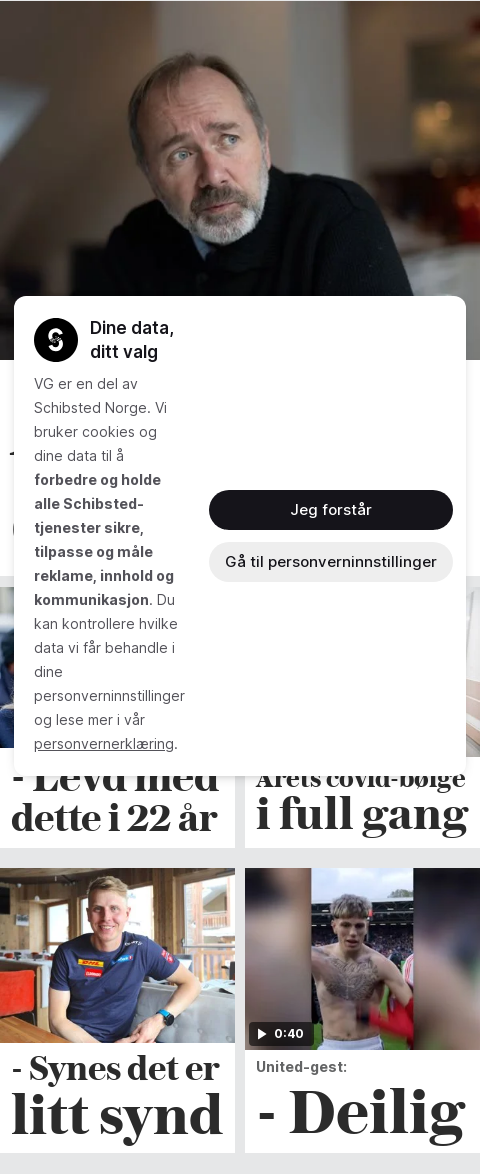 Dine data,
ditt valg
VG er en del av
Schibsted Norge. Vi
bruker cookies og
dine data til å
forbedre og holde
alle Schibsted-
tjenester sikre,
tilpasse og måle
reklame, innhold og
kommunikasjon. Du
kan kontrollere hvilke
data vi får behandle i
dine
personverninnstillinger
og lese mer i vår
personvernerklæring.
Jeg forstår
Gå til personverninnstillinger
- Levd med
dette i 22 år
Årets covid-bølge
i full gang
- Synes det er
litt synd
0:40
United-gest:
- Deilig